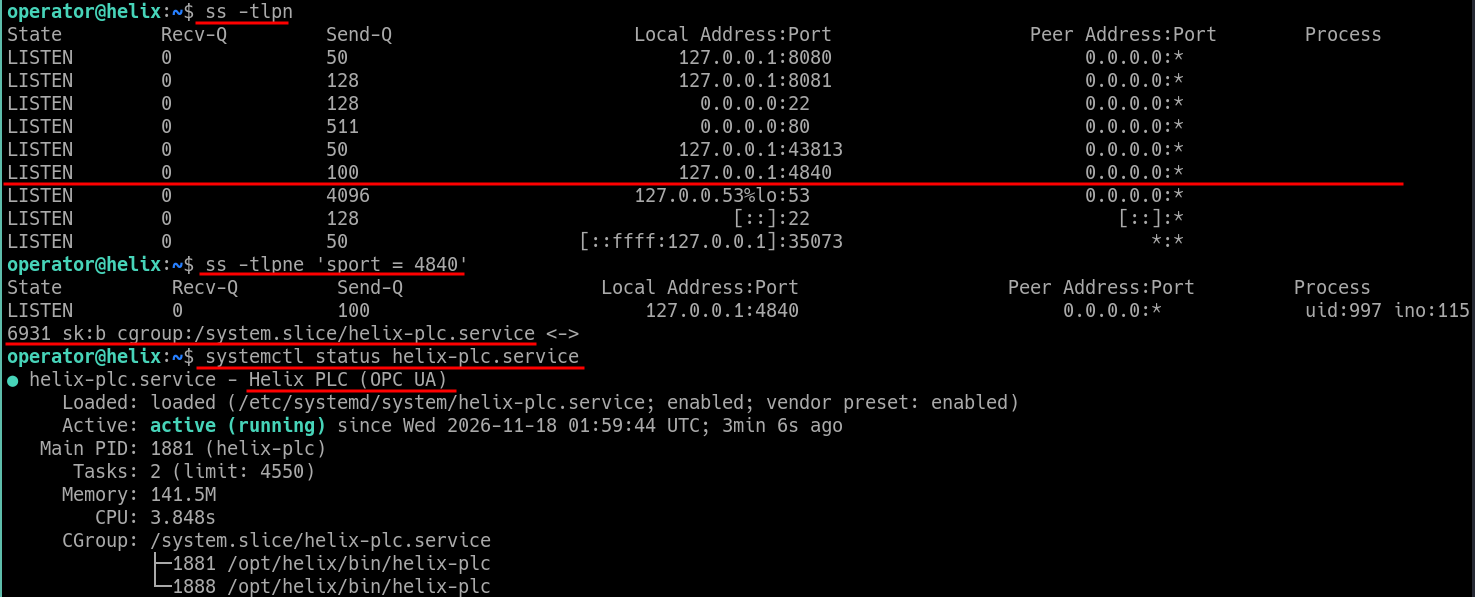 operator@helix:~$ ss -tlpn
State Recv-Q Send-Q Local Address:Port Peer Address:Port Process
LISTEN 0 50 127.0.0.1:8080 0.0.0.0:*
LISTEN 0 128 127.0.0.1:8081 0.0.0.0:*
LISTEN 0 128 0.0.0.0:22 0.0.0.0:*
LISTEN 0 511 0.0.0.0:80 0.0.0.0:*
LISTEN 0 50 127.0.0.1:43813 0.0.0.0:*
LISTEN 0 100 127.0.0.1:4840 0.0.0.0:*
LISTEN 0 4096 127.0.0.53%lo:53 0.0.0.0:*
LISTEN 0 128 [::]:22 [::]:*
LISTEN 0 50 [::ffff:127.0.0.1]:35073 *:*
operator@helix:~$ ss -tlpne 'sport = 4840'
State Recv-Q Send-Q Local Address:Port Peer Address:Port Process
LISTEN 0 100 127.0.0.1:4840 0.0.0.0:* uid:997 ino:115
6931 sk:b cgroup:/system.slice/helix-plc.service <->
operator@helix:~$ systemctl status helix-plc.service
● helix-plc.service - Helix PLC (OPC UA)
Loaded: loaded (/etc/systemd/system/helix-plc.service; enabled; vendor preset: enabled)
Active: active (running) since Wed 2026-11-18 01:59:44 UTC; 3min 6s ago
Main PID: 1881 (helix-plc)
Tasks: 2 (limit: 4550)
Memory: 141.5M
CPU: 3.848s
CGroup: /system.slice/helix-plc.service
├─1881 /opt/helix/bin/helix-plc
└─1888 /opt/helix/bin/helix-plc